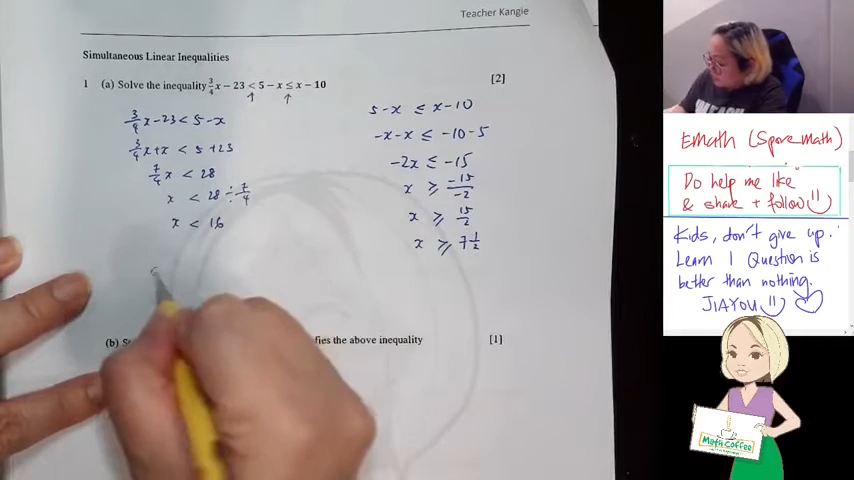 Teacher Kangie
Simultaneous Linear Inequalities
1 (a) Solve the inequality 3/4 x − 23 < 5 − x ≤ x − 10 [2]
3/4 x − 23 < 5 − x
3/4 x + x < 5 + 23
7/4 x < 28
x < 28 ÷ 7/4
x < 16
5 − x ≤ x − 10
−x − x ≤ −10 − 5
−2x ≤ −15
x ⩾ −15/−2
x ⩾ 15/2
x ⩾ 7 1/2
(b) fies the above inequality [1]
EMath (Spore math)
Do help me like
& share + follow
Kids, don't give up.
Learn 1 Question is
better than nothing.
JIAYOU
Math Coffee